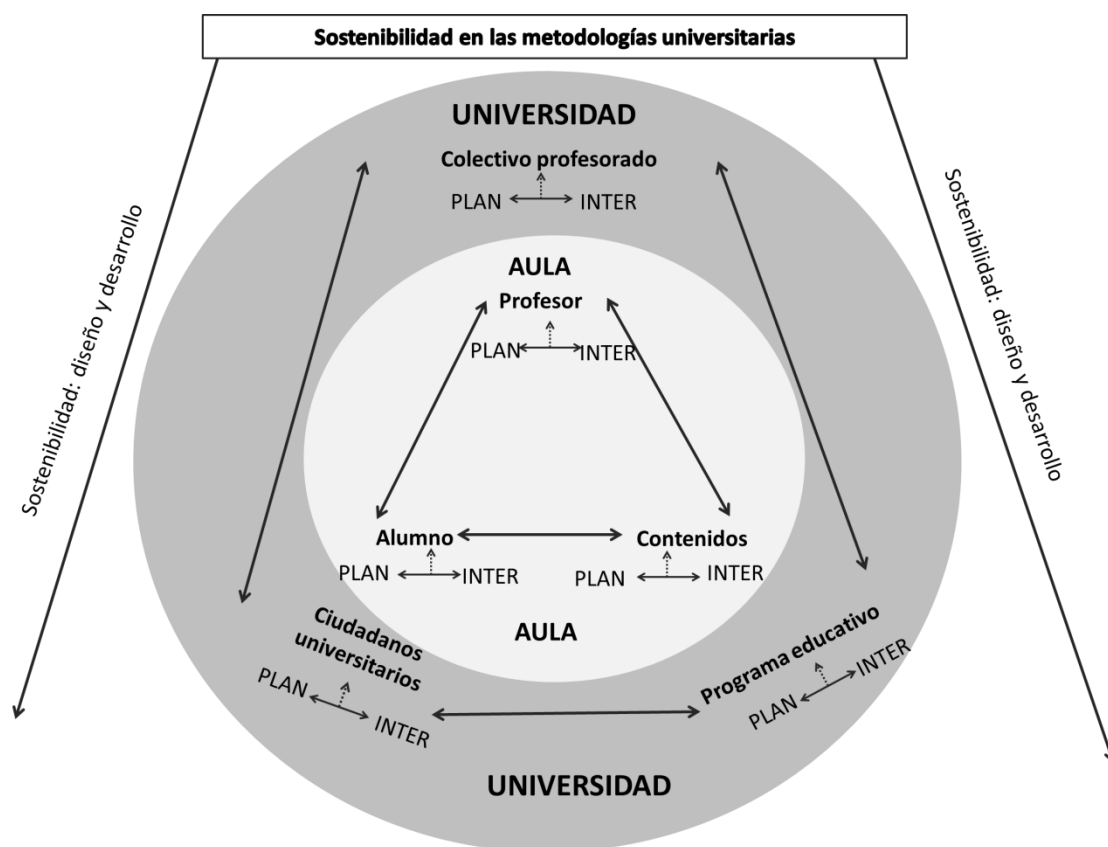 Sostenibilidad en las metodologías universitarias
UNIVERSIDAD
Colectivo profesorado
PLAN INTER
AULA
Profesor
PLAN INTER
Sostenibilidad: diseño y desarrollo
Sostenibilidad: diseño y desarrollo
Alumno
PLAN INTER
Contenidos
PLAN INTER
AULA
Ciudadanos
universitarios
PLAN INTER
Programa educativo
PLAN INTER
UNIVERSIDAD